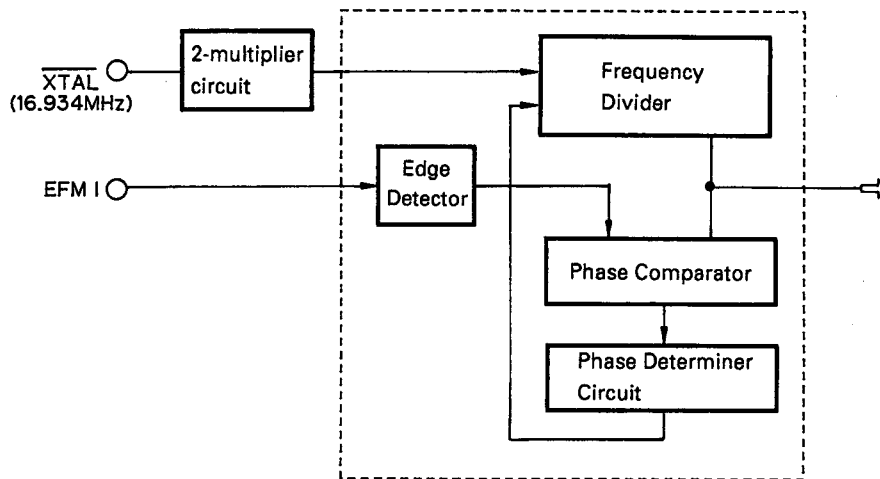 2-multiplier
circuit
XTAL
(16.934MHz)
Frequency
Divider
EFM I
Edge
Detector
Phase Comparator
Phase Determiner
Circuit